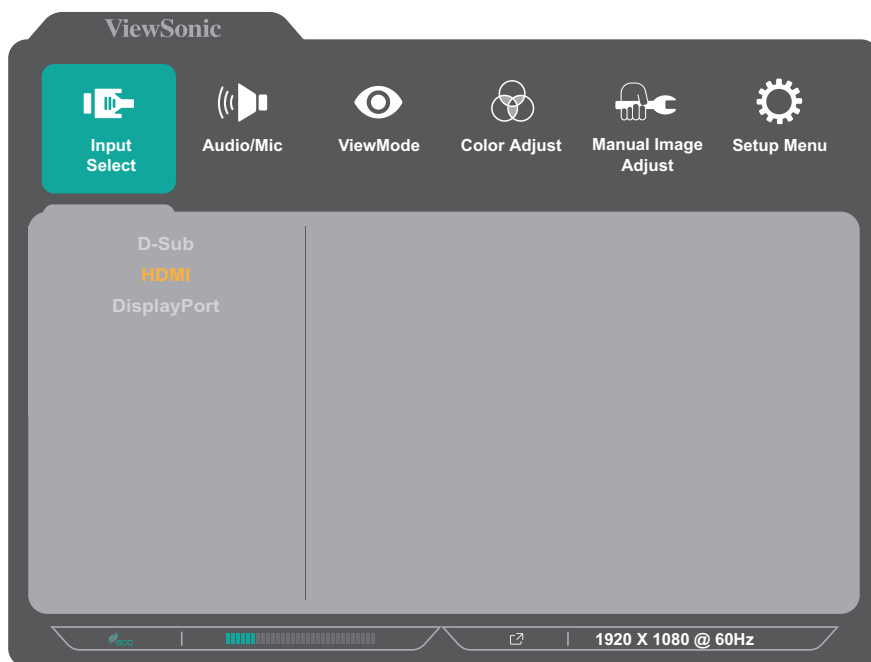 ViewSonic
Input
Select
Audio/Mic
ViewMode
Color Adjust
Manual Image
Adjust
Setup Menu
D-Sub
HDMI
DisplayPort
eco
1920 X 1080 @ 60Hz